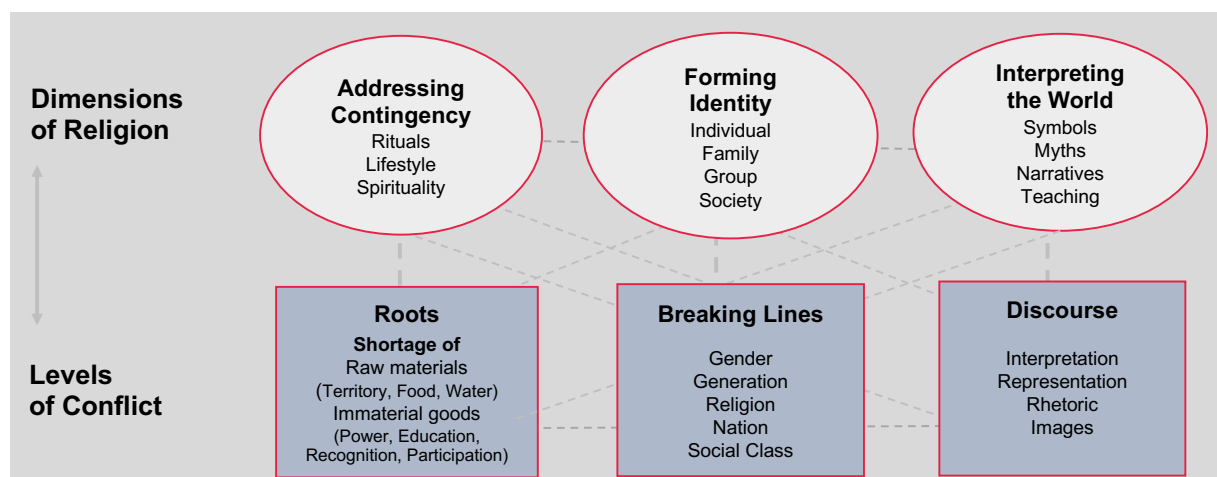 Dimensions
of Religion
Addressing
Contingency
Rituals
Lifestyle
Spirituality
Forming
Identity
Individual
Family
Group
Society
Interpreting
the World
Symbols
Myths
Narratives
Teaching
Levels
of Conflict
Roots
Shortage of
Raw materials
(Territory, Food, Water)
Immaterial goods
(Power, Education,
Recognition, Participation)
Breaking Lines
Gender
Generation
Religion
Nation
Social Class
Discourse
Interpretation
Representation
Rhetoric
Images